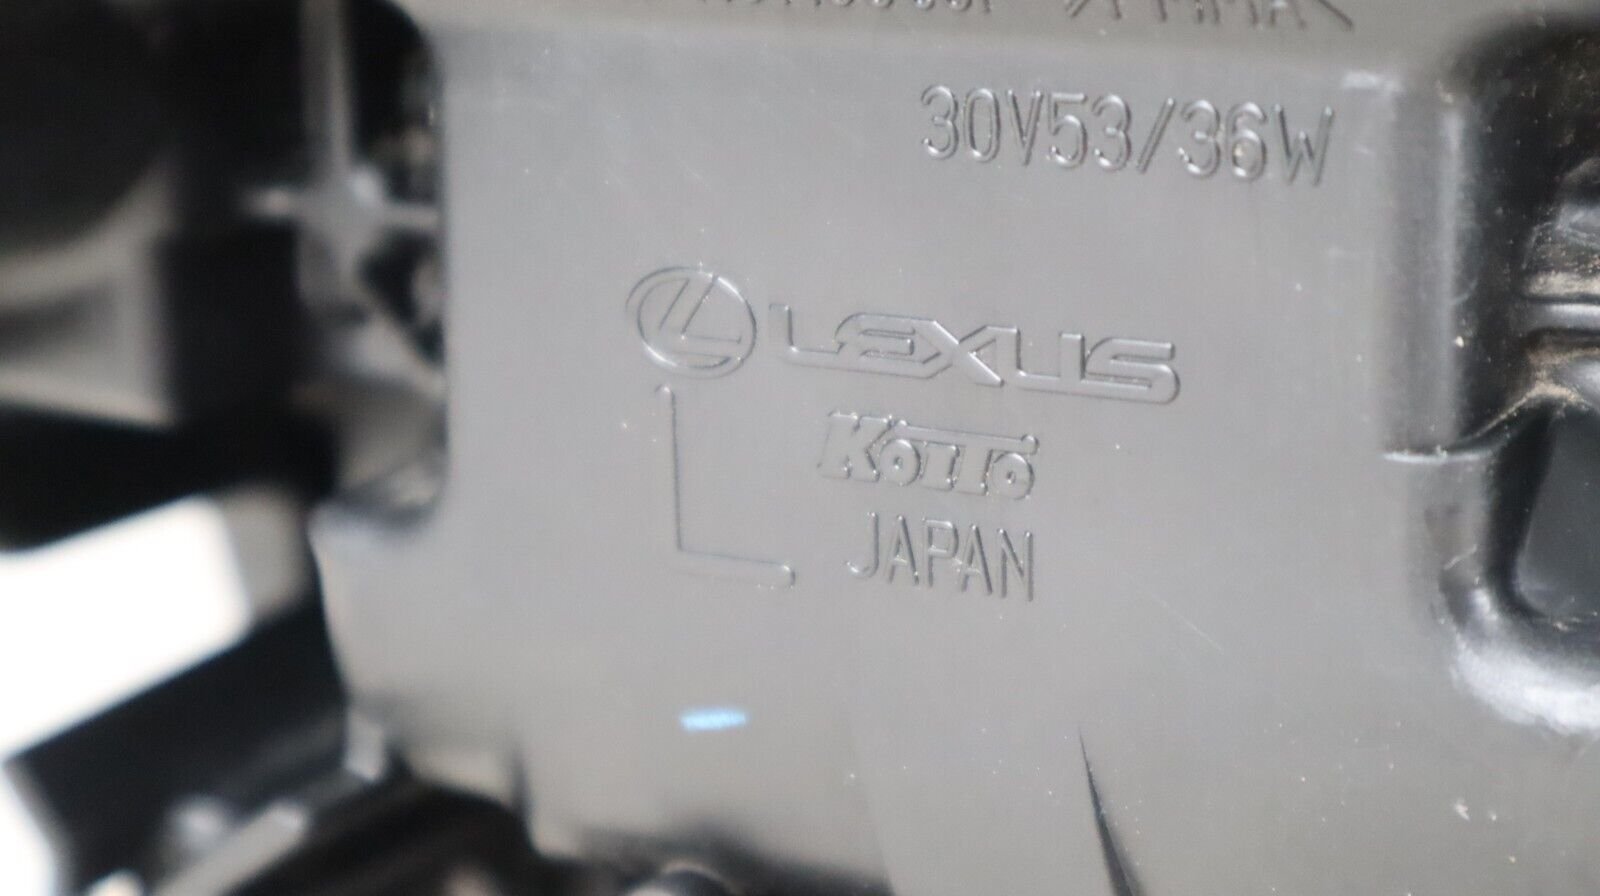 30V53/36W
LEXUS
L
KOITO
JAPAN